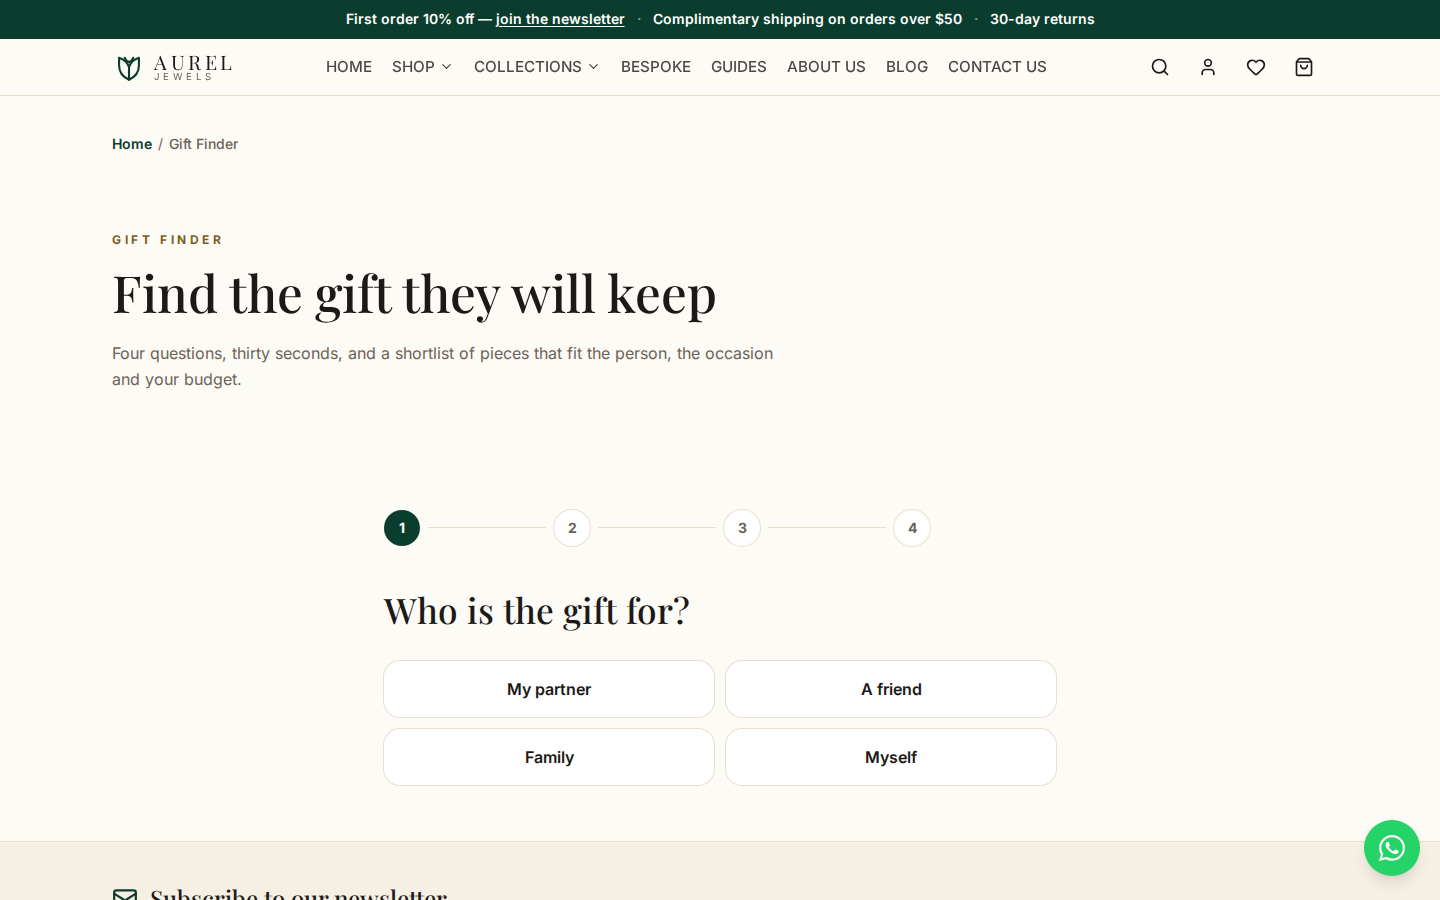 First order 10% off — join the newsletter · Complimentary shipping on orders over $50 · 30-day returns
AUREL
JEWELS
HOME SHOP COLLECTIONS BESPOKE GUIDES ABOUT US BLOG CONTACT US
Home / Gift Finder
GIFT FINDER
Find the gift they will keep
Four questions, thirty seconds, and a shortlist of pieces that fit the person, the occasion
and your budget.
1 2 3 4
Who is the gift for?
My partner A friend
Family Myself
Subscribe to our newsletter